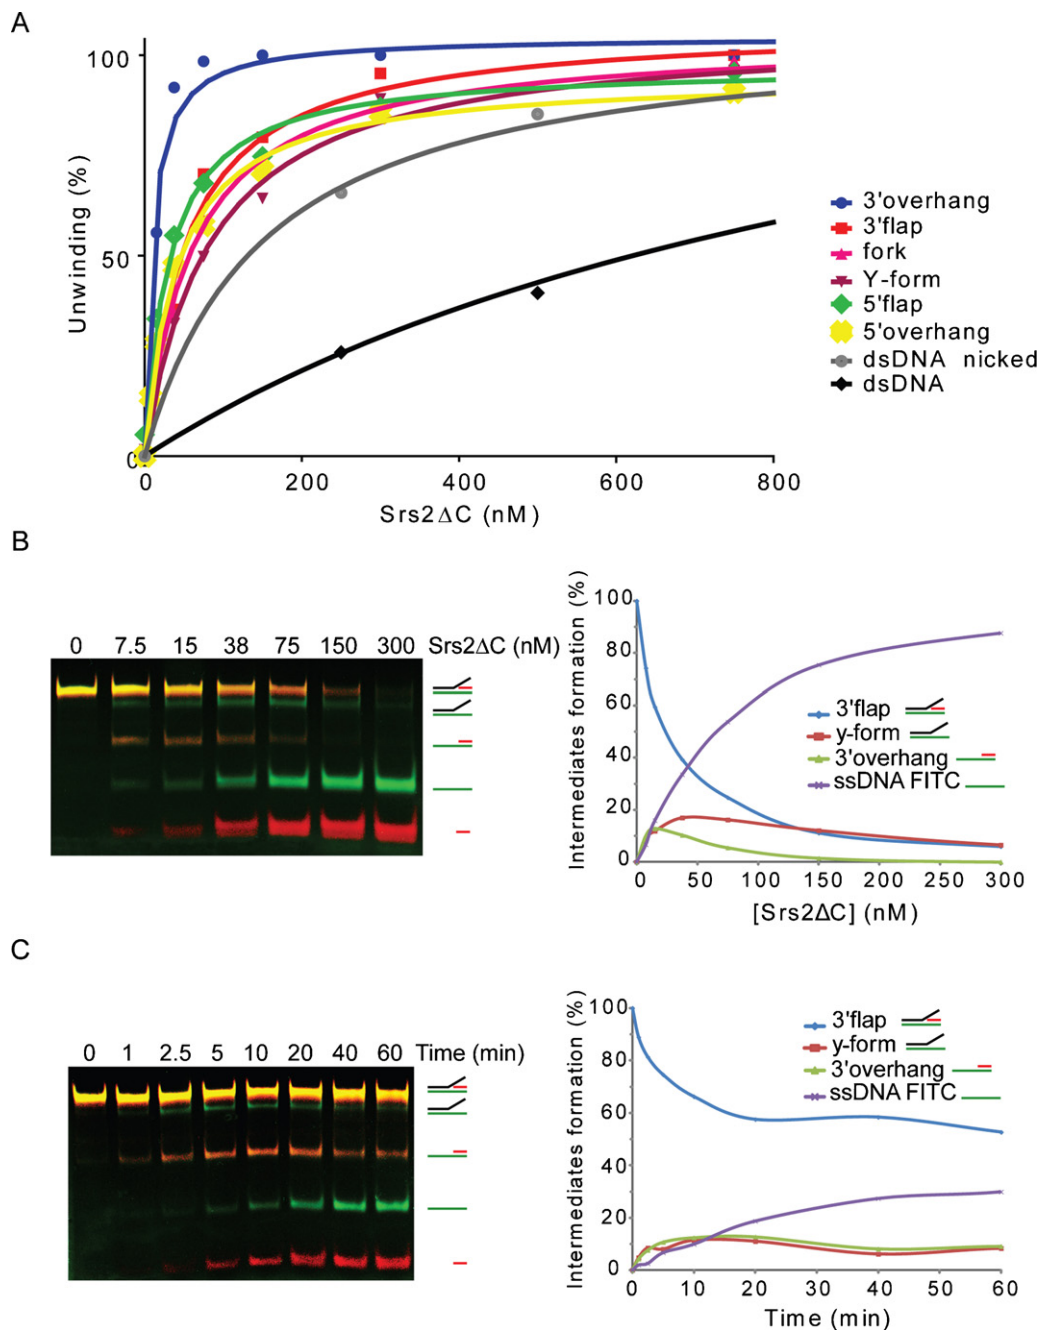 A
100
50
0
Unwinding (%)
0 200 400 600 800
Srs2ΔC (nM)
3'overhang
3'flap
fork
Y-form
5'flap
5'overhang
dsDNA nicked
dsDNA
B
0 7.5 15 38 75 150 300 Srs2ΔC (nM)
Intermediates formation (%)
100
80
60
40
20
0
3'flap
y-form
3'overhang
ssDNA FITC
0 50 100 150 200 250 300
[Srs2ΔC] (nM)
C
0 1 2.5 5 10 20 40 60 Time (min)
Intermediates formation (%)
100
80
60
40
20
0
3'flap
y-form
3'overhang
ssDNA FITC
0 10 20 30 40 50 60
Time (min)